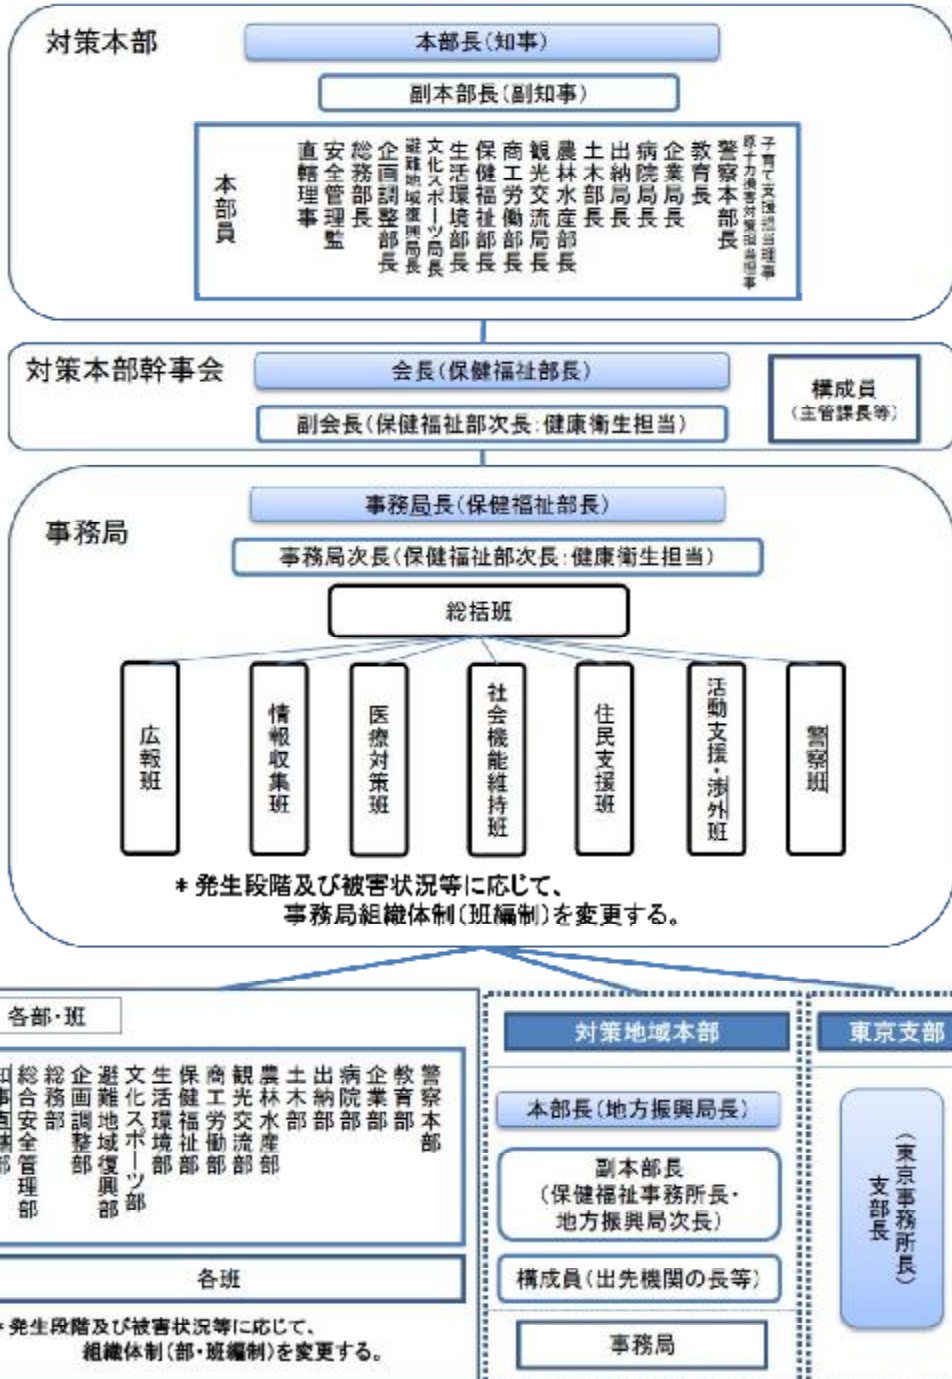 対策本部
本部長(知事)
副本部長(副知事)
本部員
直轄理事
安全管理監
総務部長
企画調整部長
避難地域復興局長
文化スポーツ局長
生活環境部長
保健福祉部長
商工労働部長
観光交流局長
農林水産部長
土木部長
出納局長
病院局長
企業局長
教育長
警察本部長
原子力損害対策担当理事
子育て支援担当理事
対策本部幹事会
会長(保健福祉部長)
副会長(保健福祉部次長:健康衛生担当)
構成員
(主管課長等)
事務局
事務局長(保健福祉部長)
事務局次長(保健福祉部次長:健康衛生担当)
総括班
広報班
情報収集班
医療対策班
社会機能維持班
住民支援班
活動支援・渉外班
警察班
*発生段階及び被害状況等に応じて、
事務局組織体制(班編制)を変更する。
各部・班
知事直轄部
総合安全管理部
総務部
企画調整部
避難地域復興部
文化スポーツ部
生活環境部
保健福祉部
商工労働部
観光交流部
農林水産部
土木部
出納部
病院部
企業部
教育部
警察本部
各班
*発生段階及び被害状況等に応じて、
組織体制(部・班編制)を変更する。
対策地域本部
本部長(地方振興局長)
副本部長
(保健福祉事務所長・
地方振興局次長)
構成員(出先機関の長等)
事務局
東京支部
支部長
(東京事務所長)